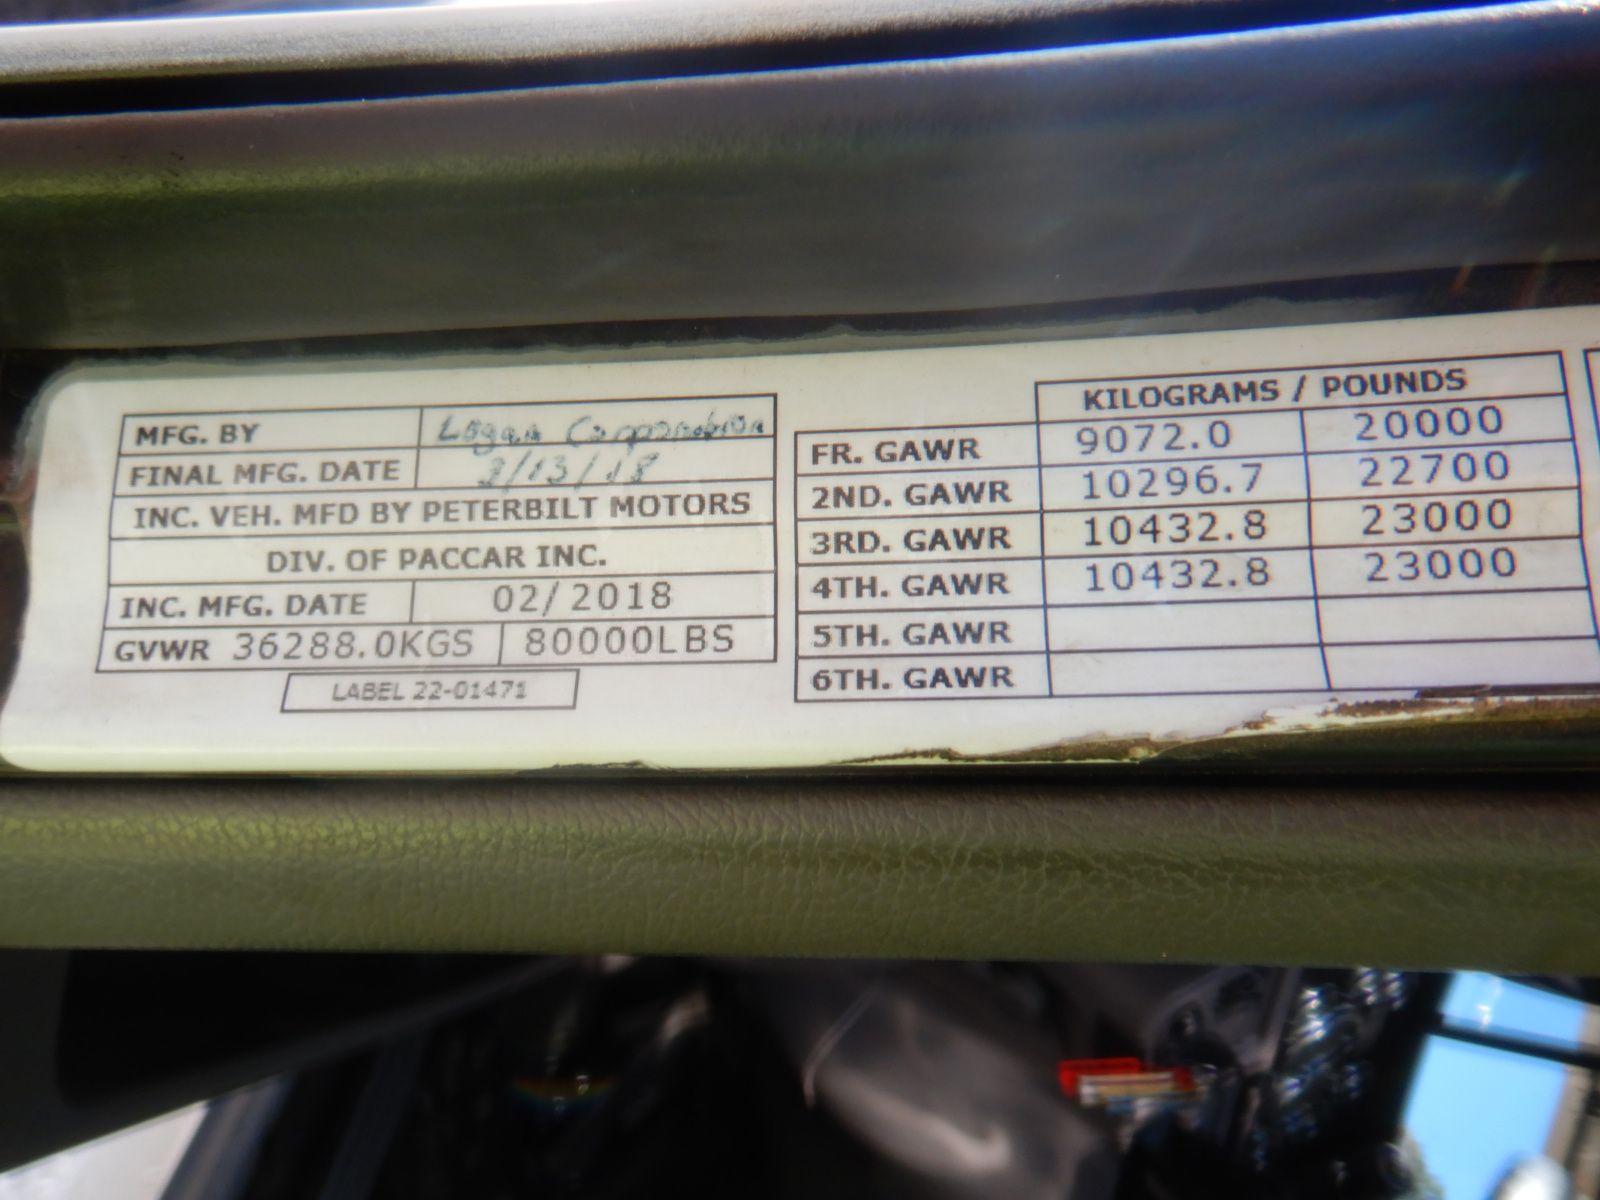 MFG. BY Logan Corporation
FINAL MFG. DATE 3/13/18
INC. VEH. MFD BY PETERBILT MOTORS
DIV. OF PACCAR INC.
INC. MFG. DATE 02/2018
GVWR 36288.0KGS 80000LBS
LABEL 22-01471
KILOGRAMS / POUNDS
FR. GAWR 9072.0 20000
2ND. GAWR 10296.7 22700
3RD. GAWR 10432.8 23000
4TH. GAWR 10432.8 23000
5TH. GAWR
6TH. GAWR